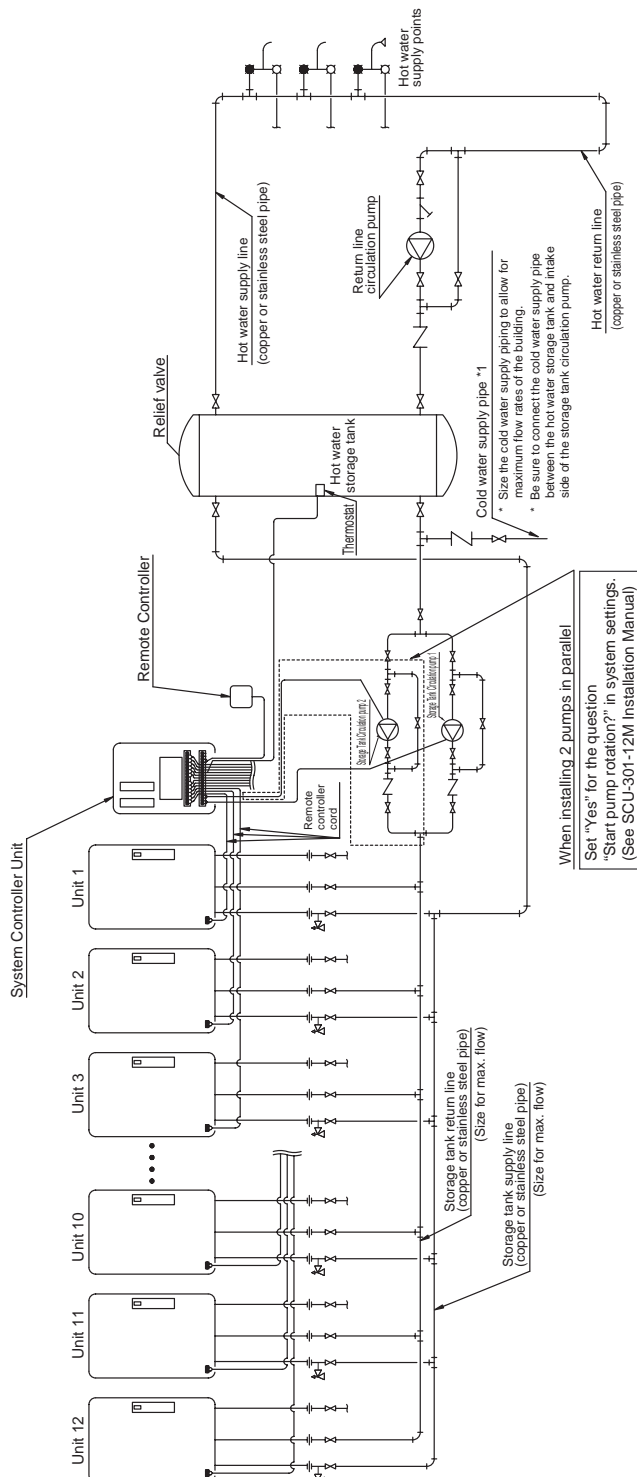 System Controller Unit
Remote Controller
Relief valve
Hot water supply line
(copper or stainless steel pipe)
Hot water
supply points
Unit 12
Unit 11
Unit 10
Unit 3
Unit 2
Unit 1
Remote
controller
cord
Thermostat
Hot water
storage tank
Return line
circulation pump
Storage Tank Circulation pump 2
Storage Tank Circulation pump 1
Cold water supply pipe *1
* Size the cold water supply piping to allow for
maximum flow rates of the building.
* Be sure to connect the cold water supply pipe
between the hot water storage tank and intake
side of the storage tank circulation pump.
Hot water return line
(copper or stainless steel pipe)
Storage tank return line
(copper or stainless steel pipe)
(Size for max. flow)
Storage tank supply line
(copper or stainless steel pipe)
(Size for max. flow)
When installing 2 pumps in parallel
Set "Yes" for the question
"Start pump rotation?" in system settings.
(See SCU-301-12M Installation Manual)